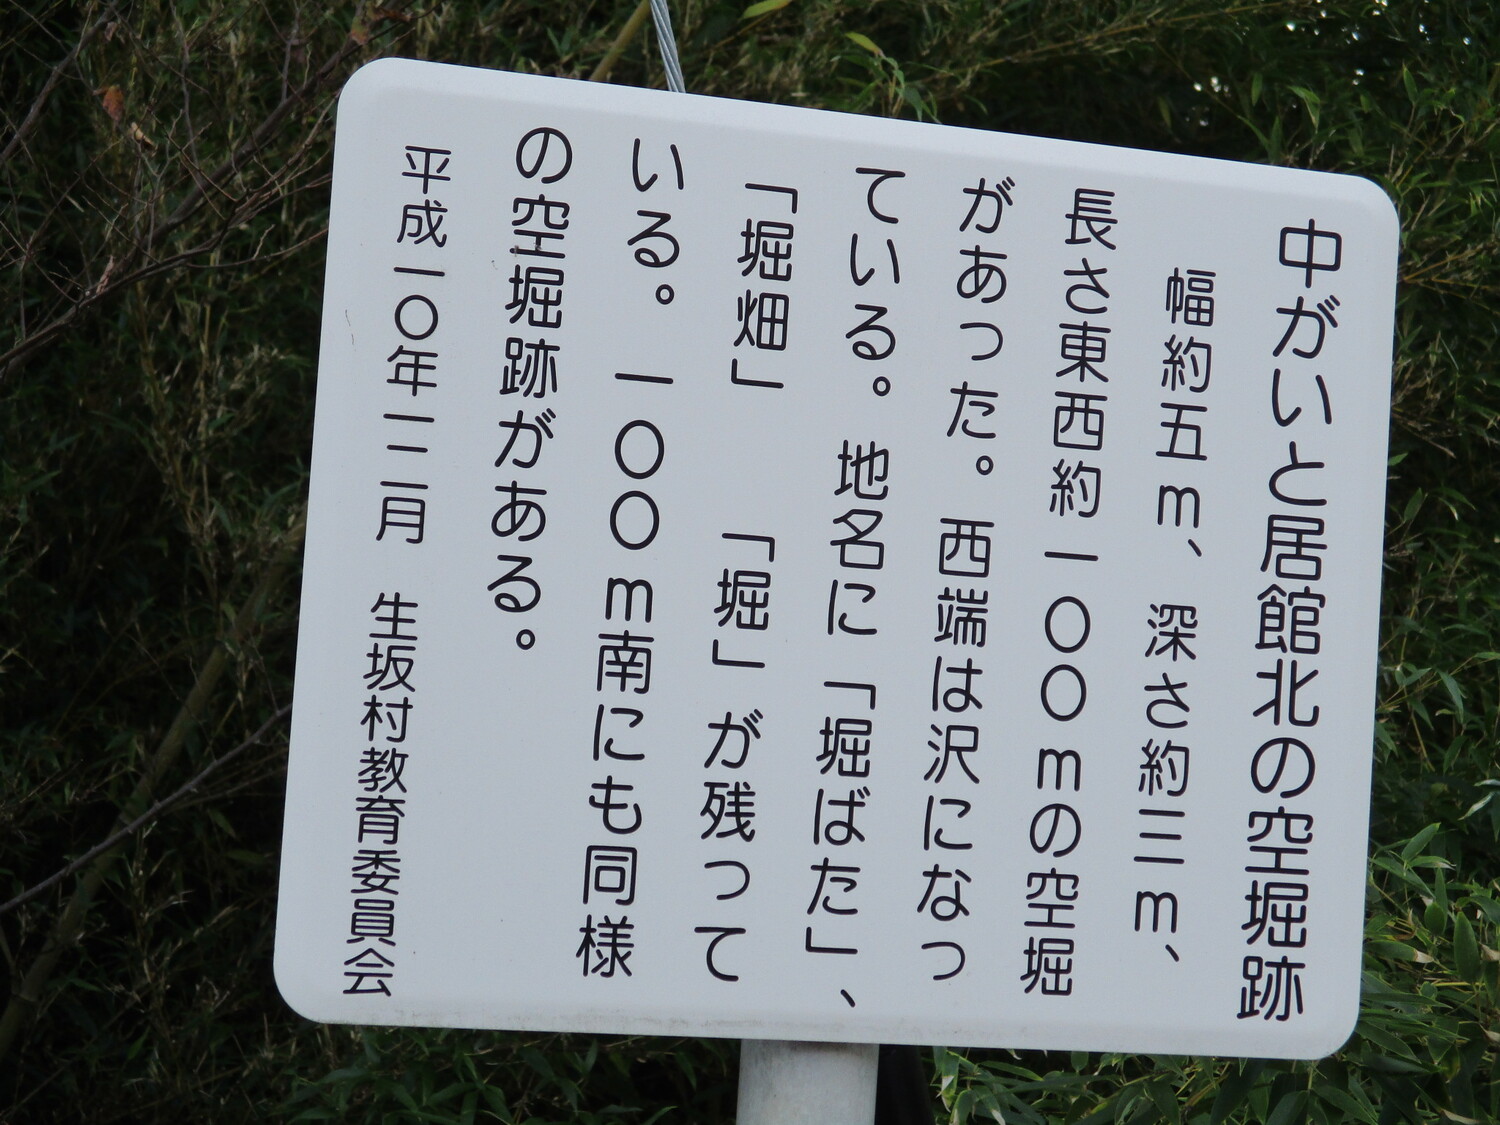 中がいと居館北の空堀跡
幅約五m、深さ約三m、
長さ東西約一〇〇mの空堀
があった。西端は沢になっ
ている。地名に「堀ばた」、
「堀畑」　「堀」が残って
いる。一〇〇m南にも同様
の空堀跡がある。
平成一〇年一二月　生坂村教育委員会